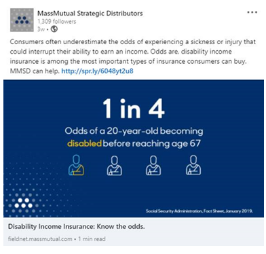 MassMutual Strategic Distributors
1,309 followers
3w •
Consumers often underestimate the odds of experiencing a sickness or injury that
could interrupt their ability to earn an income. Odds are, disability income
insurance is among the most important types of insurance consumers can buy.
MMSD can help. http://spr.ly/6048yt2u8
1 in 4
Odds of a 20-year-old becoming
disabled before reaching age 67
Social Security Administration, Fact Sheet, January 2019.
Disability Income Insurance: Know the odds.
fieldnet.massmutual.com • 1 min read